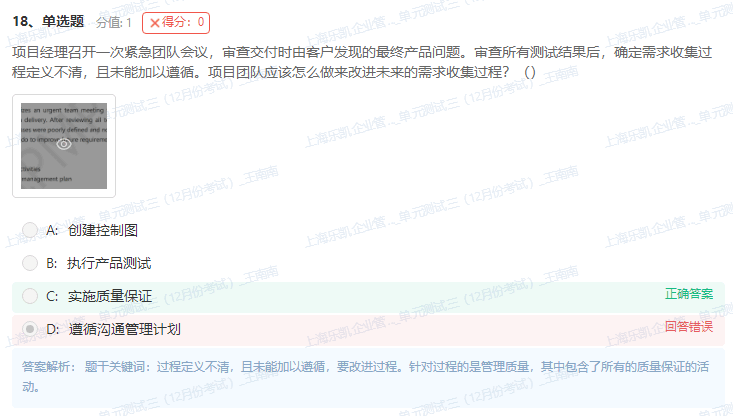 18、单选题 分值: 1 ×得分：0
项目经理召开一次紧急团队会议，审查交付时由客户发现的最终产品问题。审查所有测试结果后，确定需求收集过
程定义不清，且未能加以遵循。项目团队应该怎么做来改进未来的需求收集过程？（）
an urgent team meeting
delivery. After reviewing all
were poorly defined and
to improve requireme
management plan
A: 创建控制图
B: 执行产品测试
C: 实施质量保证 正确答案
D: 遵循沟通管理计划 回答错误
答案解析： 题干关键词：过程定义不清，且未能加以遵循，要改进过程。针对过程的是管理质量，其中包含了所有的质量保证的活
动。
上海乐凯企业管..._单元测试三（12月份考试）_王南南